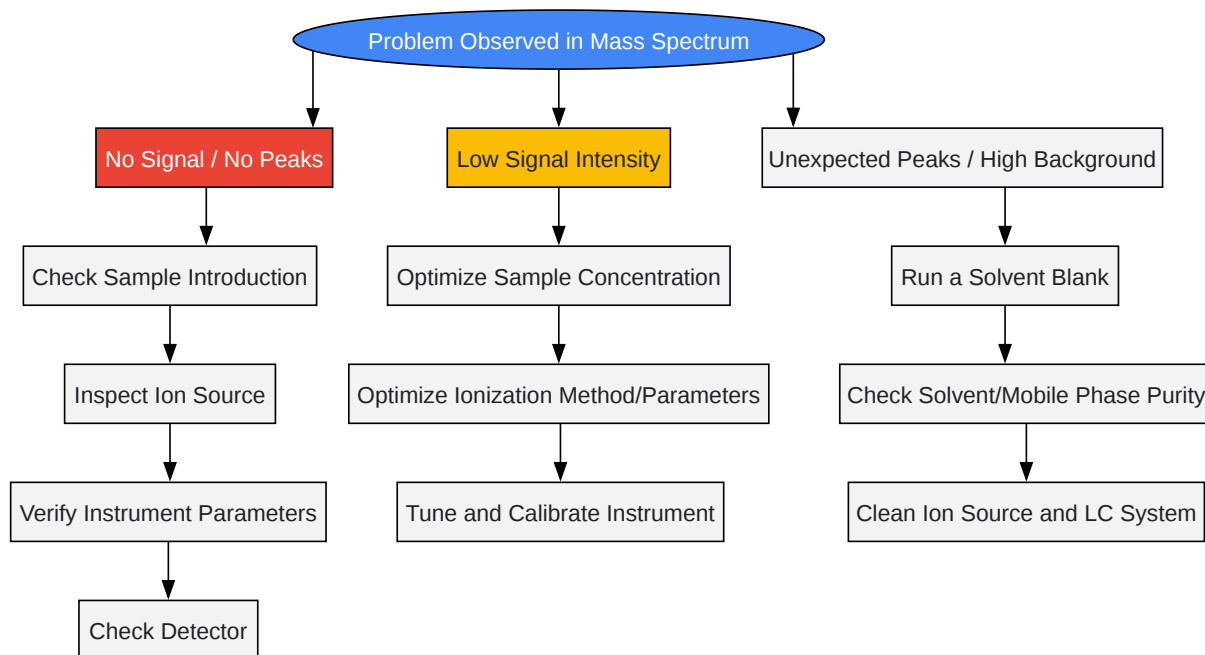 Problem Observed in Mass Spectrum
No Signal / No Peaks
Low Signal Intensity
Unexpected Peaks / High Background
Check Sample Introduction
Optimize Sample Concentration
Run a Solvent Blank
Inspect Ion Source
Optimize Ionization Method/Parameters
Check Solvent/Mobile Phase Purity
Verify Instrument Parameters
Tune and Calibrate Instrument
Clean Ion Source and LC System
Check Detector